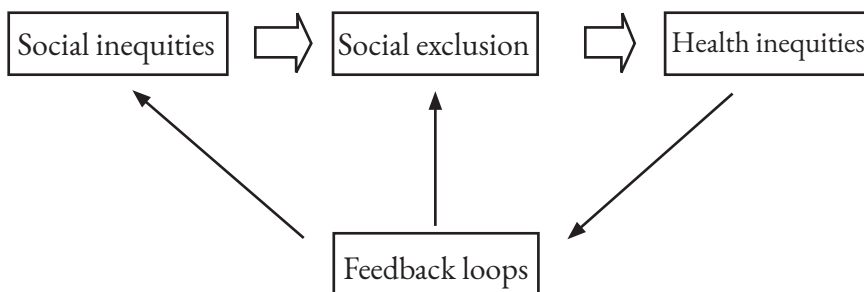 Social inequities
Social exclusion
Health inequities
Feedback loops